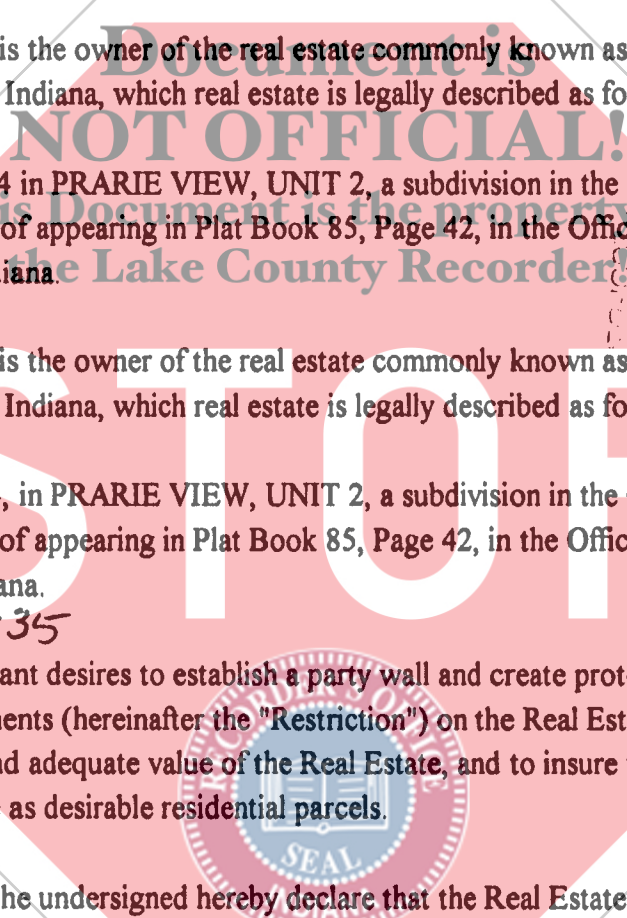 Document is
is the owner of the real estate commonly known as
Indiana, which real estate is legally described as fo
NOT OFFICIAL!
4 in PRARIE VIEW, UNIT 2, a subdivision in the
is Document is the property
of appearing in Plat Book 85, Page 42, in the Offic
diana.
the Lake County Recorder!
is the owner of the real estate commonly known as
Indiana, which real estate is legally described as fo
STOP
, in PRARIE VIEW, UNIT 2, a subdivision in the
of appearing in Plat Book 85, Page 42, in the Offic
ana.
35
ant desires to establish a party wall and create prot
ments (hereinafter the "Restriction") on the Real Est
nd adequate value of the Real Estate, and to insure
as desirable residential parcels.
RECORDER'S OFFICE
SEAL
he undersigned hereby declare that the Real Estate